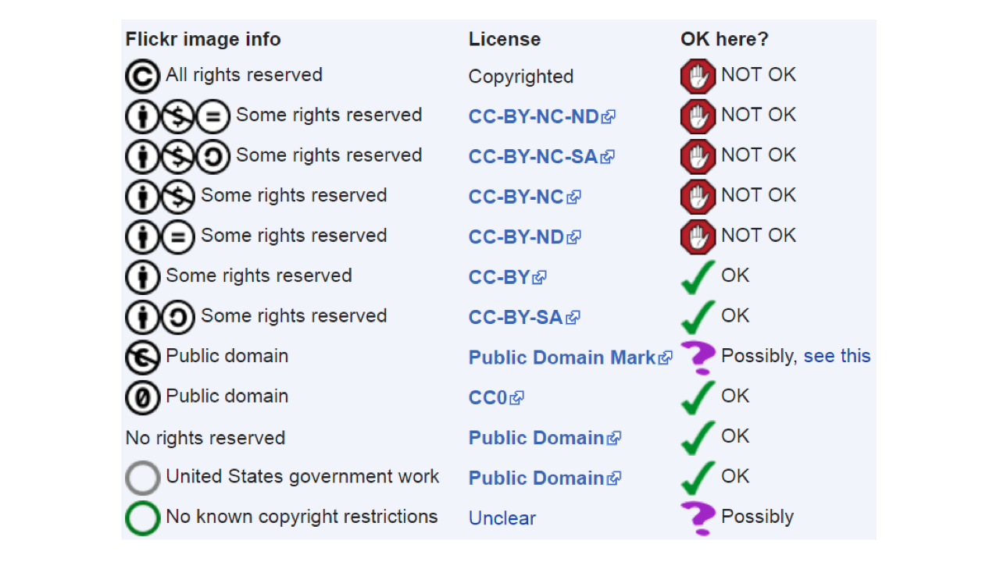 Flickr image info License OK here?
All rights reserved Copyrighted NOT OK
Some rights reserved CC-BY-NC-ND NOT OK
Some rights reserved CC-BY-NC-SA NOT OK
Some rights reserved CC-BY-NC NOT OK
Some rights reserved CC-BY-ND NOT OK
Some rights reserved CC-BY OK
Some rights reserved CC-BY-SA OK
Public domain Public Domain Mark Possibly, see this
Public domain CC0 OK
No rights reserved Public Domain OK
United States government work Public Domain OK
No known copyright restrictions Unclear Possibly